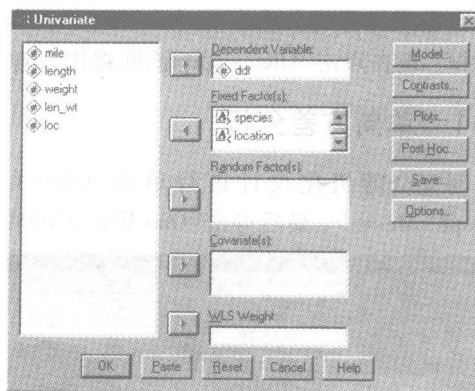 Univariate
mile
length
weight
len_wt
loc
Dependent Variable:
ddt
Fixed Factor(s):
species
location
Random Factor(s):
Covariate(s):
WLS Weight:
Model...
Contrasts...
Plots...
Post Hoc...
Save...
Options...
OK
Paste
Reset
Cancel
Help